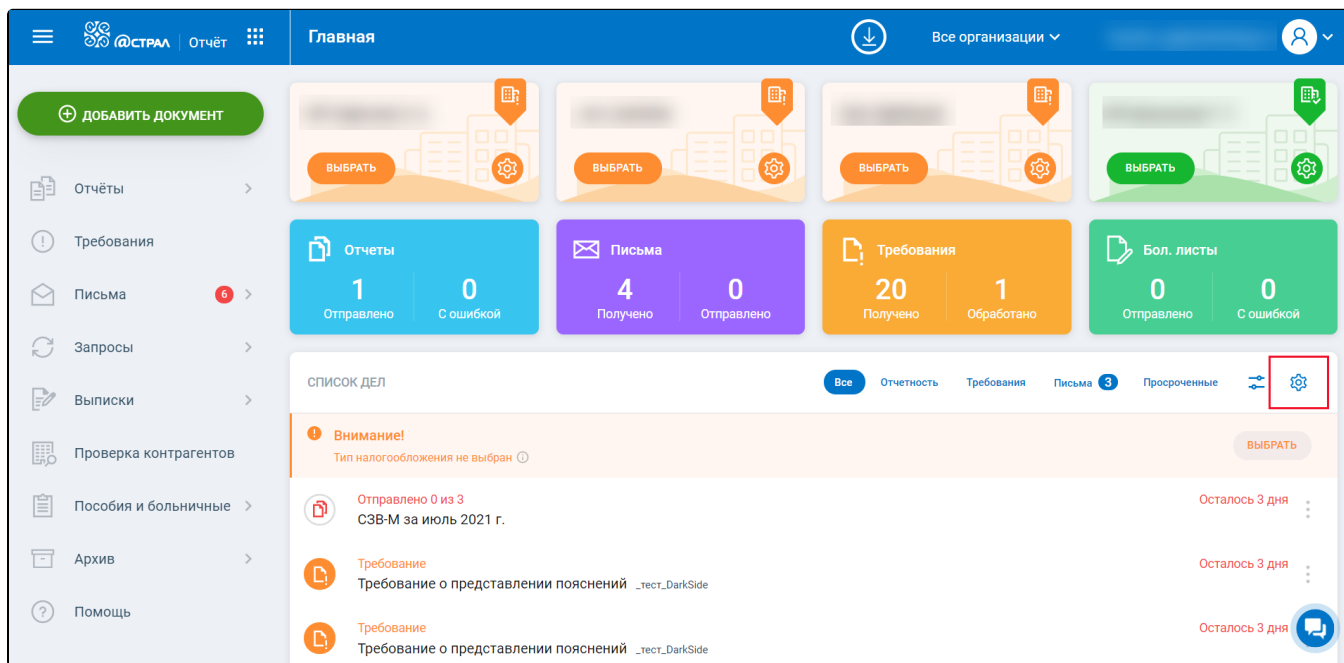 @СТРАЛ | Отчёт
Главная
Все организации
ДОБАВИТЬ ДОКУМЕНТ
Отчёты
Требования
Письма 6
Запросы
Выписки
Проверка контрагентов
Пособия и больничные
Архив
Помощь
ВЫБРАТЬ ВЫБРАТЬ ВЫБРАТЬ ВЫБРАТЬ
Отчеты
1 0
Отправлено С ошибкой
Письма
4 0
Получено Отправлено
Требования
20 1
Получено Обработано
Бол. листы
0 0
Отправлено С ошибкой
СПИСОК ДЕЛ Все Отчетность Требования Письма 3 Просроченные
Внимание!
Тип налогообложения не выбран
ВЫБРАТЬ
Отправлено 0 из 3 Осталось 3 дня
СЗВ-М за июль 2021 г.
Требование Осталось 3 дня
Требование о представлении пояснений _тест_DarkSide
Требование Осталось 3 дня
Требование о представлении пояснений _тест_DarkSide